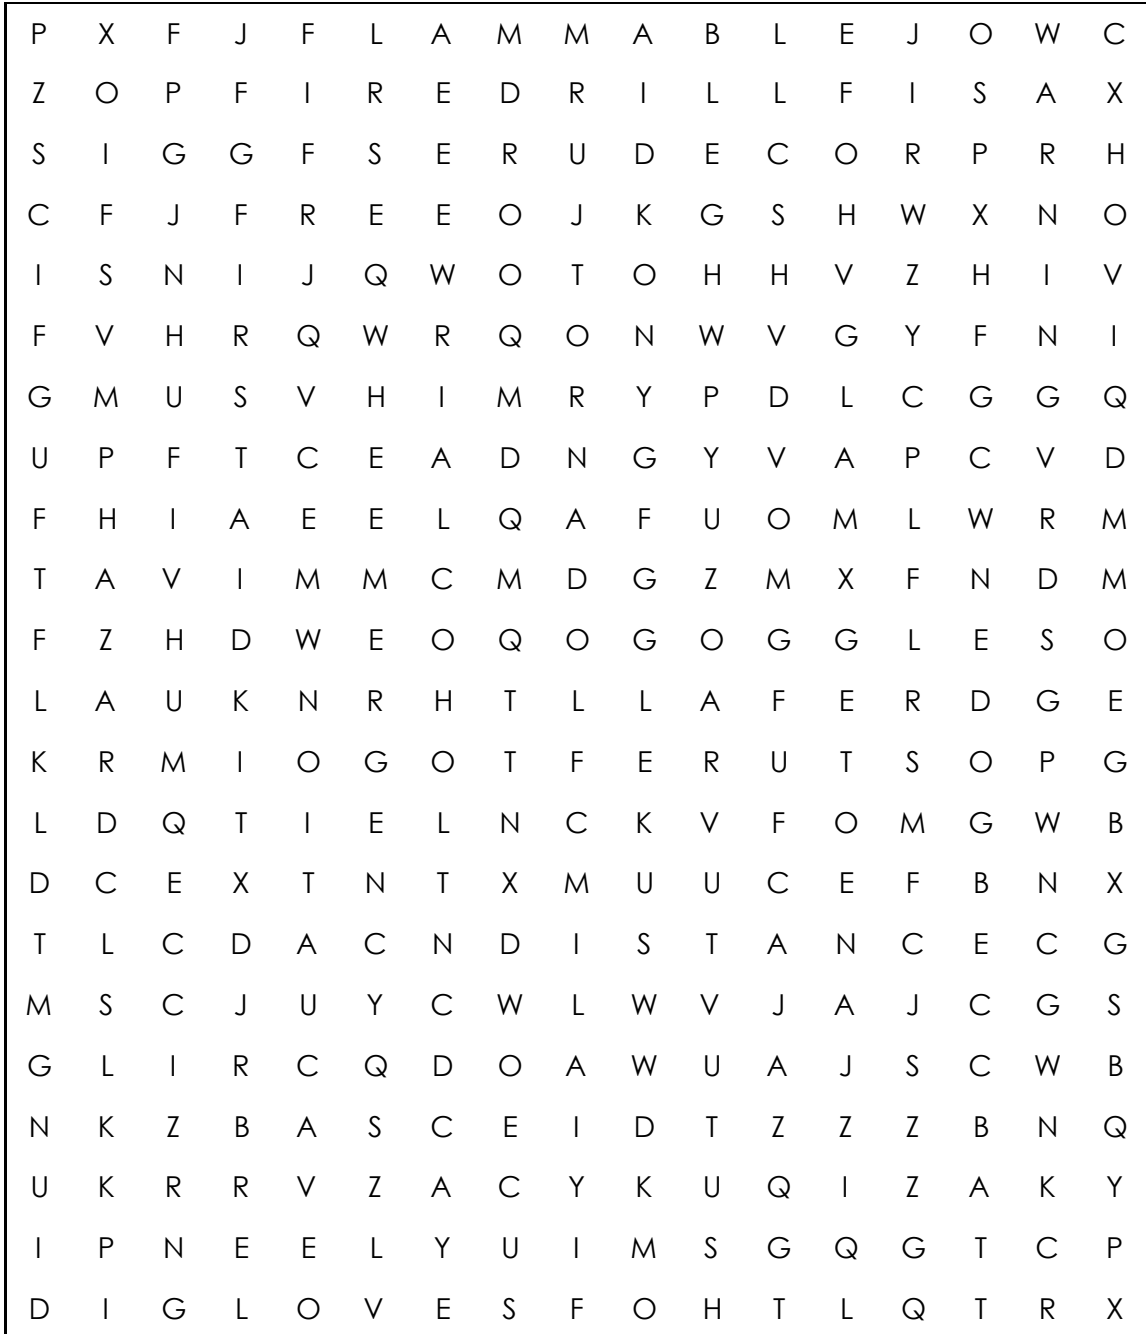 P X F J F L A M M A B L E J O W C
Z O P F I R E D R I L L F I S A X
S I G G F S E R U D E C O R P R H
C F J F R E E O J K G S H W X N O
I S N I J Q W O T O H H V Z H I V
F V H R Q W R Q O N W V G Y F N I
G M U S V H I M R Y P D L C G G Q
U P F T C E A D N G Y V A P C V D
F H I A E E L Q A F U O M L W R M
T A V I M M C M D G Z M X F N D M
F Z H D W E O Q O G O G G L E S O
L A U K N R H T L L A F E R D G E
K R M I O G O T F E R U T S O P G
L D Q T I E L N C K V F O M G W B
D C E X T N T X M U U C E F B N X
T L C D A C N D I S T A N C E C G
M S C J U Y C W L W V J A J C G S
G L I R C Q D O A W U A J S C W B
N K Z B A S C E I D T Z Z Z B N Q
U K R R V Z A C Y K U Q I Z A K Y
I P N E E L Y U I M S G Q G T C P
D I G L O V E S F O H T L Q T R X